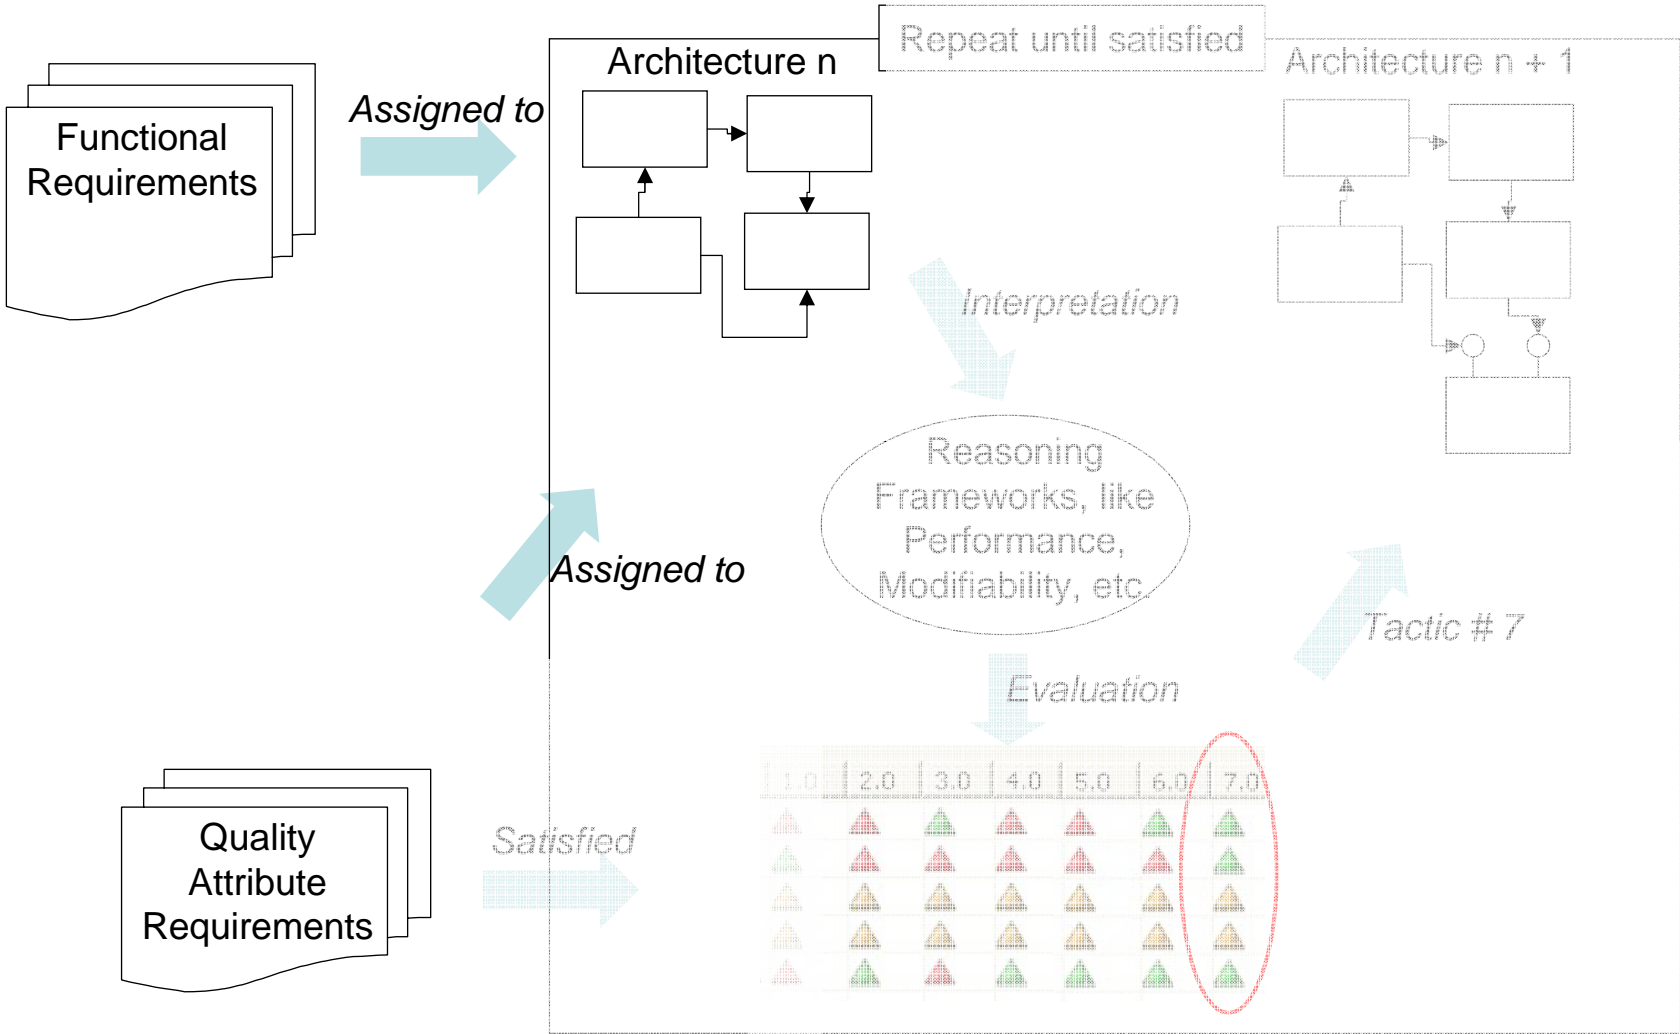 Repeat until satisfied
Architecture n
Architecture n + 1
Assigned to
Functional
Requirements
Interpretation
Reasoning
Frameworks, like
Performance,
Modifiability, etc.
Assigned to
Tactic # 7
Evaluation
1.0 2.0 3.0 4.0 5.0 6.0 7.0
Satisfied
Quality
Attribute
Requirements